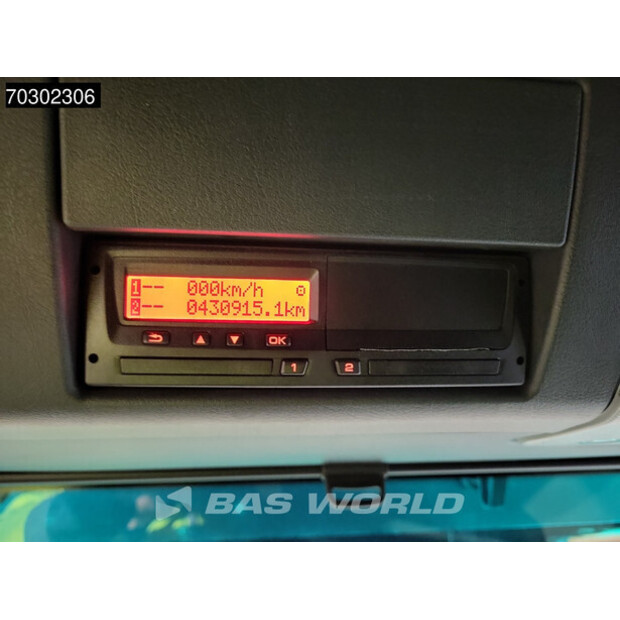 70302306
1-- 000km/h
2-- 0430915.1km
OK
1 2
BAS WORLD